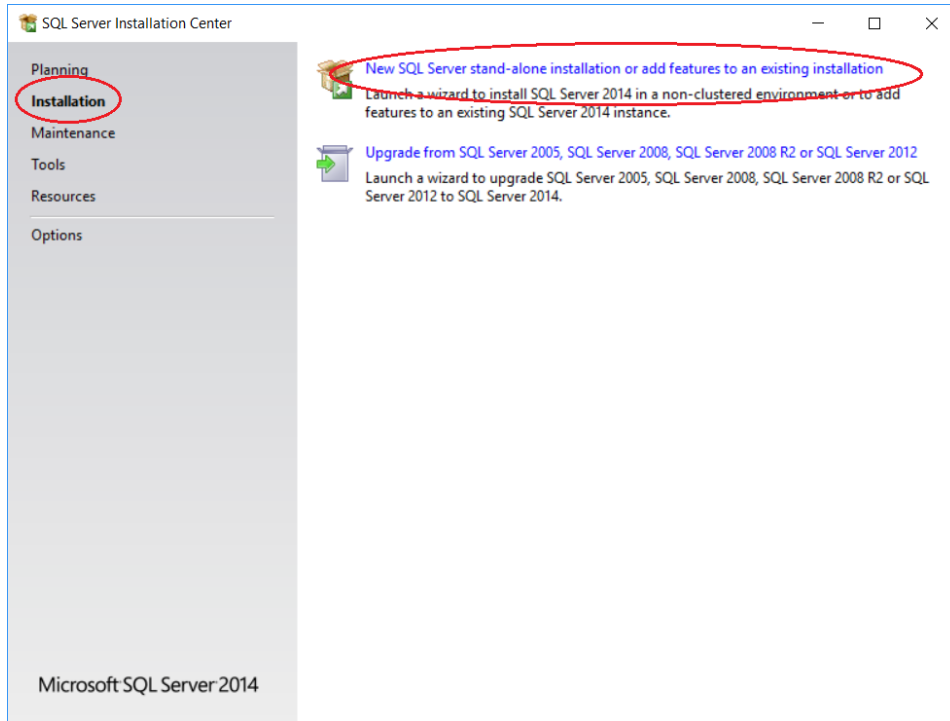 SQL Server Installation Center
Planning
Installation
Maintenance
Tools
Resources
Options
New SQL Server stand-alone installation or add features to an existing installation
Launch a wizard to install SQL Server 2014 in a non-clustered environment or to add
features to an existing SQL Server 2014 instance.
Upgrade from SQL Server 2005, SQL Server 2008, SQL Server 2008 R2 or SQL Server 2012
Launch a wizard to upgrade SQL Server 2005, SQL Server 2008, SQL Server 2008 R2 or SQL
Server 2012 to SQL Server 2014.
Microsoft SQL Server 2014